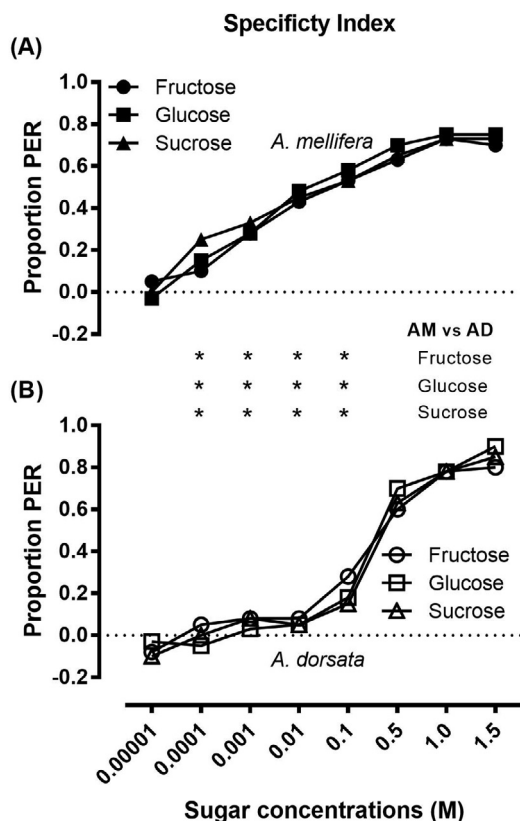 Specificty Index
(A)
Fructose
Glucose
Sucrose
A. mellifera
Proportion PER
1.0
0.8
0.6
0.4
0.2
0.0
-0.2
AM vs AD
* * * * Fructose
* * * * Glucose
* * * * Sucrose
(B)
Proportion PER
1.0
0.8
0.6
0.4
0.2
0.0
-0.2
Fructose
Glucose
Sucrose
A. dorsata
0.00001 0.0001 0.001 0.01 0.1 0.5 1.0 1.5
Sugar concentrations (M)